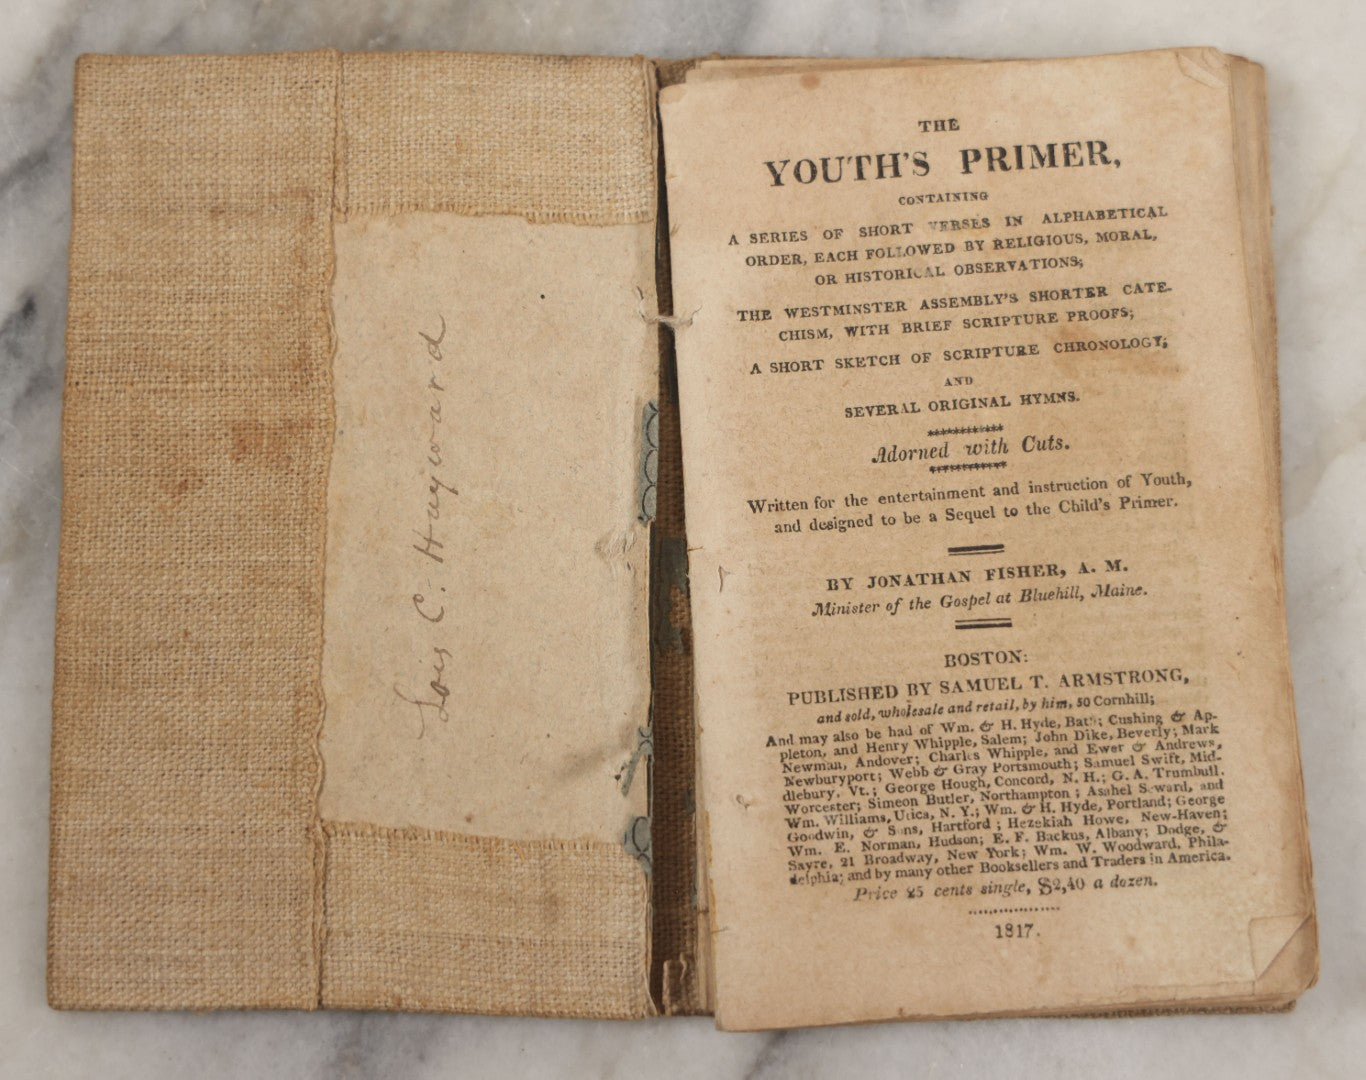 Lois C. Hayward
THE
YOUTH'S PRIMER,
CONTAINING
A SERIES OF SHORT VERSES IN ALPHABETICAL
ORDER, EACH FOLLOWED BY RELIGIOUS, MORAL,
OR HISTORICAL OBSERVATIONS;
THE WESTMINSTER ASSEMBLY'S SHORTER CATE-
CHISM, WITH BRIEF SCRIPTURE PROOFS;
A SHORT SKETCH OF SCRIPTURE CHRONOLOGY;
AND
SEVERAL ORIGINAL HYMNS.
Adorned with Cuts.
Written for the entertainment and instruction of Youth,
and designed to be a Sequel to the Child's Primer.
BY JONATHAN FISHER, A. M.
Minister of the Gospel at Bluehill, Maine.
BOSTON:
PUBLISHED BY SAMUEL T. ARMSTRONG,
and sold, wholesale and retail, by him, 50 Cornhill;
And may also be had of Wm. & H. Hyde, Bath; Cushing & Ap-
pleton, and Henry Whipple, Salem; John Dike, Beverly; Mark
Newman, Andover; Charles Whipple, and Ewer & Andrews,
Newburyport; Webb & Gray Portsmouth; Samuel Swift, Mid-
dlebury, Vt.; George Hough, Concord, N. H.; G. A. Trumbull,
Worcester; Simeon Butler, Northampton; Asahel Seward, and
Wm. Williams, Utica, N. Y.; Wm. & H. Hyde, Portland; George
Goodwin, & Sons, Hartford; Hezekiah Howe, New-Haven;
Wm. E. Norman, Hudson; E. F. Backus, Albany; Dodge, &
Sayre, 21 Broadway, New York; Wm. W. Woodward, Phila-
delphia; and by many other Booksellers and Traders in America.
Price 25 cents single, $2,40 a dozen.
1817.